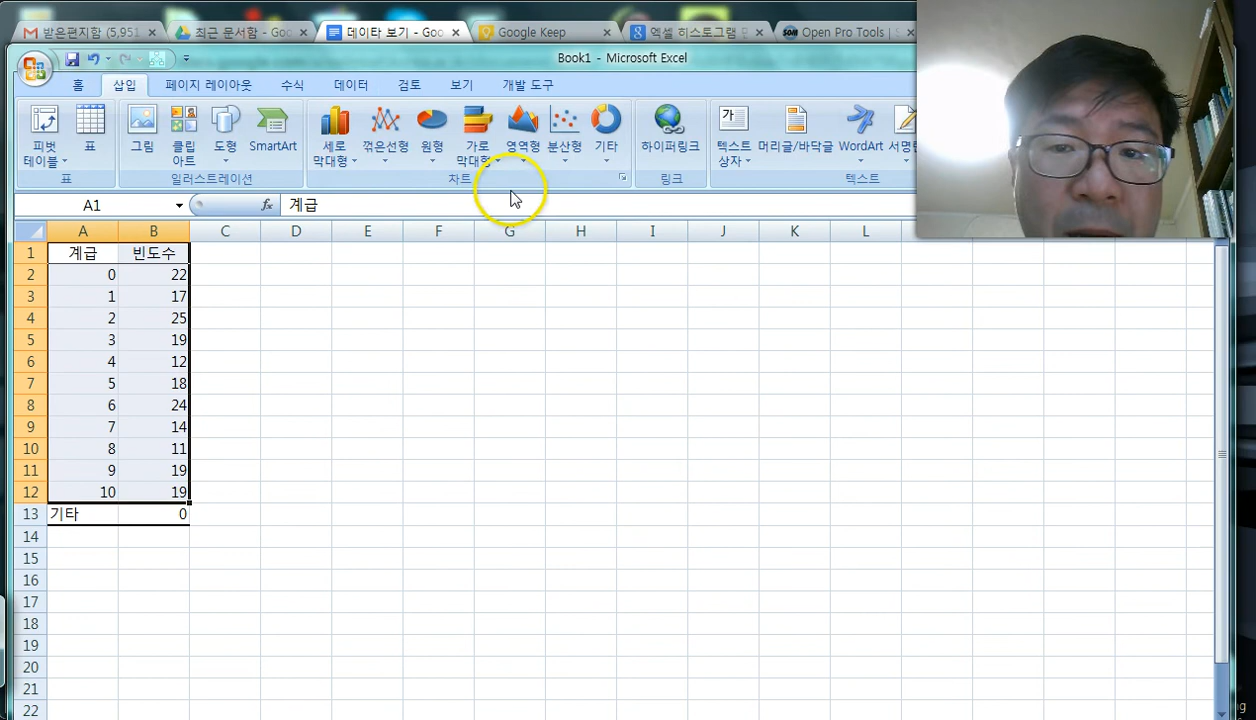 받은편지함 (5,951 최근 문서함 - Goo 데이타 보기 - Goo Google Keep 엑셀 히스토그램 Open Pro Tools |
Book1 - Microsoft Excel
홈 삽입 페이지 레이아웃 수식 데이터 검토 보기 개발 도구
피벗 테이블 표 그림 클립 아트 도형 SmartArt 세로 막대형 꺾은선형 원형 가로 막대형 영역형 분산형 기타 하이퍼링크 텍스트 상자 머리글/바닥글 WordArt 서명란
표 일러스트레이션 차트 링크 텍스트
A1 fx 계급
A B C D E F G H I J K L
1 계급 빈도수
2 0 22
3 1 17
4 2 25
5 3 19
6 4 12
7 5 18
8 6 24
9 7 14
10 8 11
11 9 19
12 10 19
13 기타 0
14
15
16
17
18
19
20
21
22